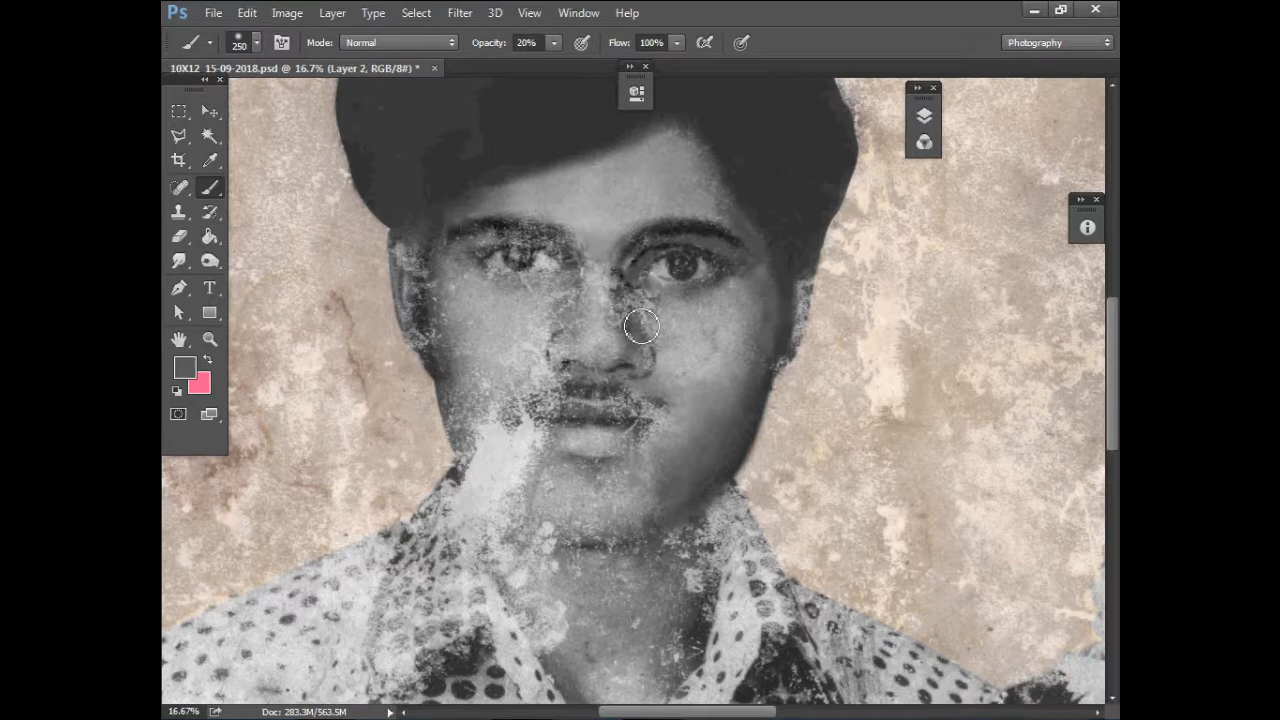 Ps File Edit Image Layer Type Select Filter 3D View Window Help
250 Mode: Normal Opacity: 20% Flow: 100% Photography
10X12 15-09-2018.psd @ 16.7% (Layer 2, RGB/8#) *
T
16.67% Doc: 283.3M/563.5M